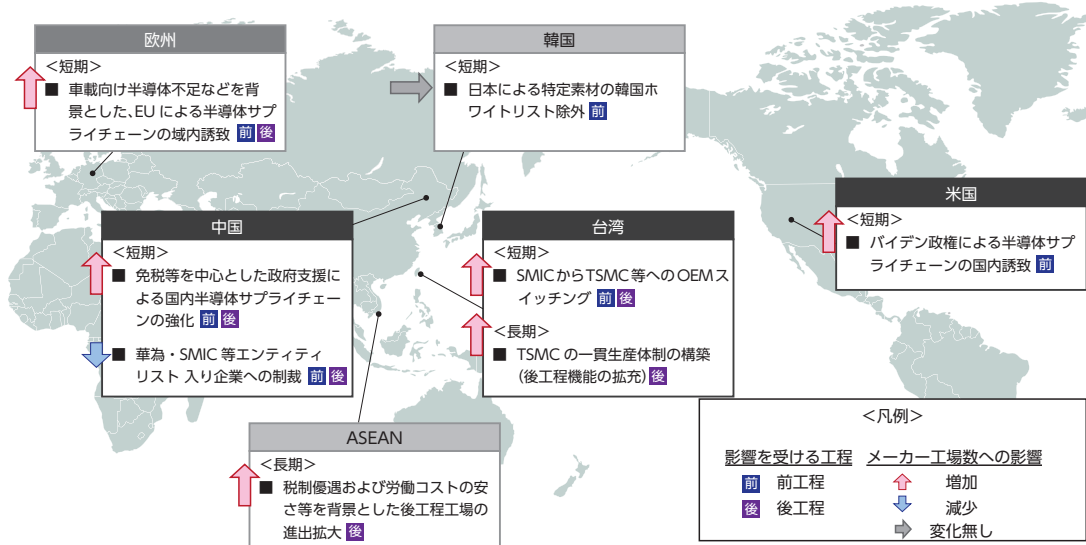 欧州
<短期>
■ 車載向け半導体不足などを背
景とした、EUによる半導体サプ
ライチェーンの域内誘致 前 後
韓国
<短期>
■ 日本による特定素材の韓国ホ
ワイトリスト除外 前
米国
<短期>
■ バイデン政権による半導体サプ
ライチェーンの国内誘致 前
中国
<短期>
■ 免税等を中心とした政府支援に
よる国内半導体サプライチェー
ンの強化 前 後
■ 華為・SMIC 等エンティティ
リスト 入り企業への制裁 前 後
台湾
<短期>
■ SMICからTSMC等へのOEMス
イッチング 前 後
<長期>
■ TSMC の一貫生産体制の構築
(後工程機能の拡充) 後
ASEAN
<長期>
■ 税制優遇および労働コストの安
さ等を背景とした後工程工場の
進出拡大 後
<凡例>
影響を受ける工程 メーカー工場数への影響
前 前工程 増加
後 後工程 減少
変化無し